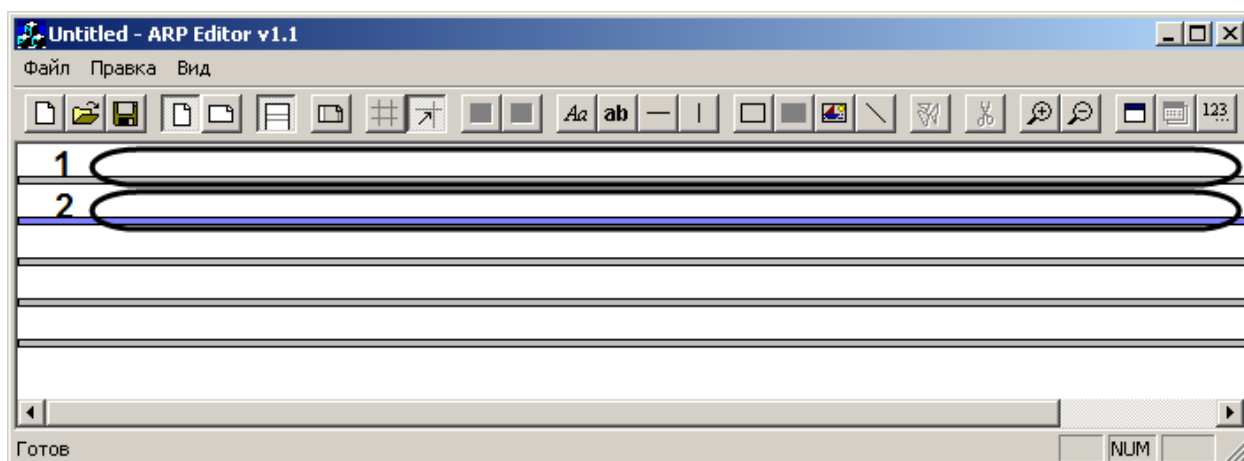 Untitled - ARP Editor v1.1
Файл Правка Вид
Aa ab 123
1
2
Готов NUM